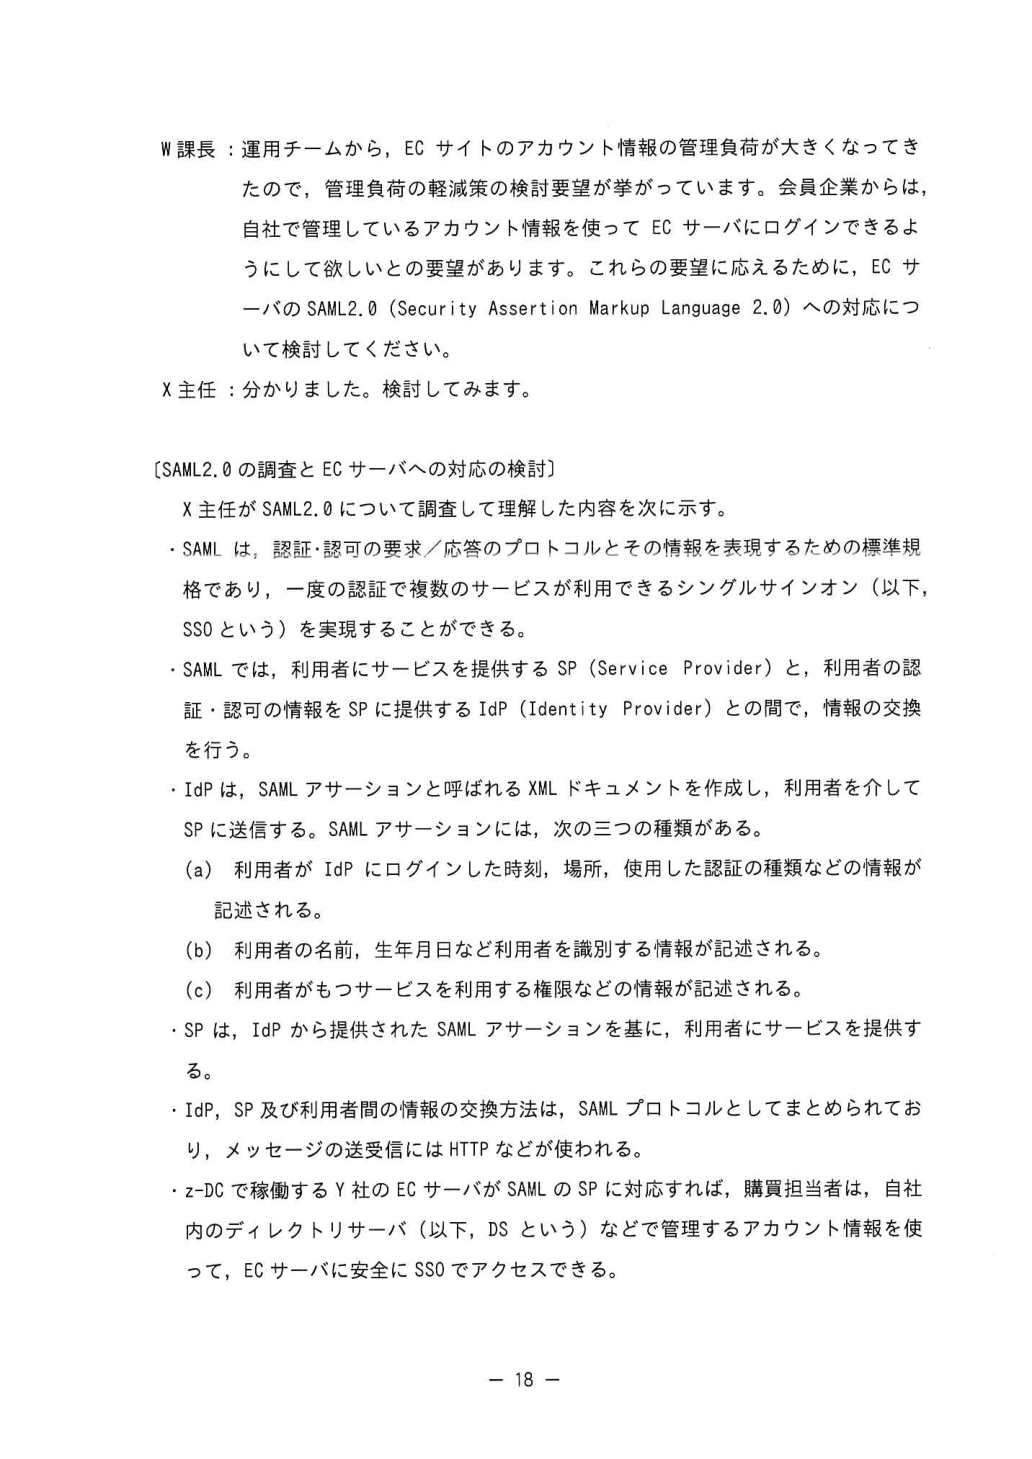 W 課長 ：運用チームから，EC サイトのアカウント情報の管理負荷が大きくなってき
たので，管理負荷の軽減策の検討要望が挙がっています。会員企業からは，
自社で管理しているアカウント情報を使って EC サーバにログインできるよ
うにして欲しいとの要望があります。これらの要望に応えるために，EC サ
ーバの SAML2.0（Security Assertion Markup Language 2.0）への対応につ
いて検討してください。
X 主任 ：分かりました。検討してみます。
〔SAML2.0 の調査と EC サーバへの対応の検討〕
X 主任が SAML2.0 について調査して理解した内容を次に示す。
・SAML は，認証･認可の要求／応答のプロトコルとその情報を表現するための標準規
格であり，一度の認証で複数のサービスが利用できるシングルサインオン（以下，
SSO という）を実現することができる。
・SAML では，利用者にサービスを提供する SP（Service Provider）と，利用者の認
証・認可の情報を SP に提供する IdP（Identity Provider）との間で，情報の交換
を行う。
・IdP は，SAML アサーションと呼ばれる XML ドキュメントを作成し，利用者を介して
SP に送信する。SAML アサーションには，次の三つの種類がある。
(a) 利用者が IdP にログインした時刻，場所，使用した認証の種類などの情報が
記述される。
(b) 利用者の名前，生年月日など利用者を識別する情報が記述される。
(c) 利用者がもつサービスを利用する権限などの情報が記述される。
・SP は，IdP から提供された SAML アサーションを基に，利用者にサービスを提供す
る。
・IdP，SP 及び利用者間の情報の交換方法は，SAML プロトコルとしてまとめられてお
り，メッセージの送受信には HTTP などが使われる。
・z-DC で稼働する Y 社の EC サーバが SAML の SP に対応すれば，購買担当者は，自社
内のディレクトリサーバ（以下，DS という）などで管理するアカウント情報を使
って，EC サーバに安全に SSO でアクセスできる。
－ 18 －